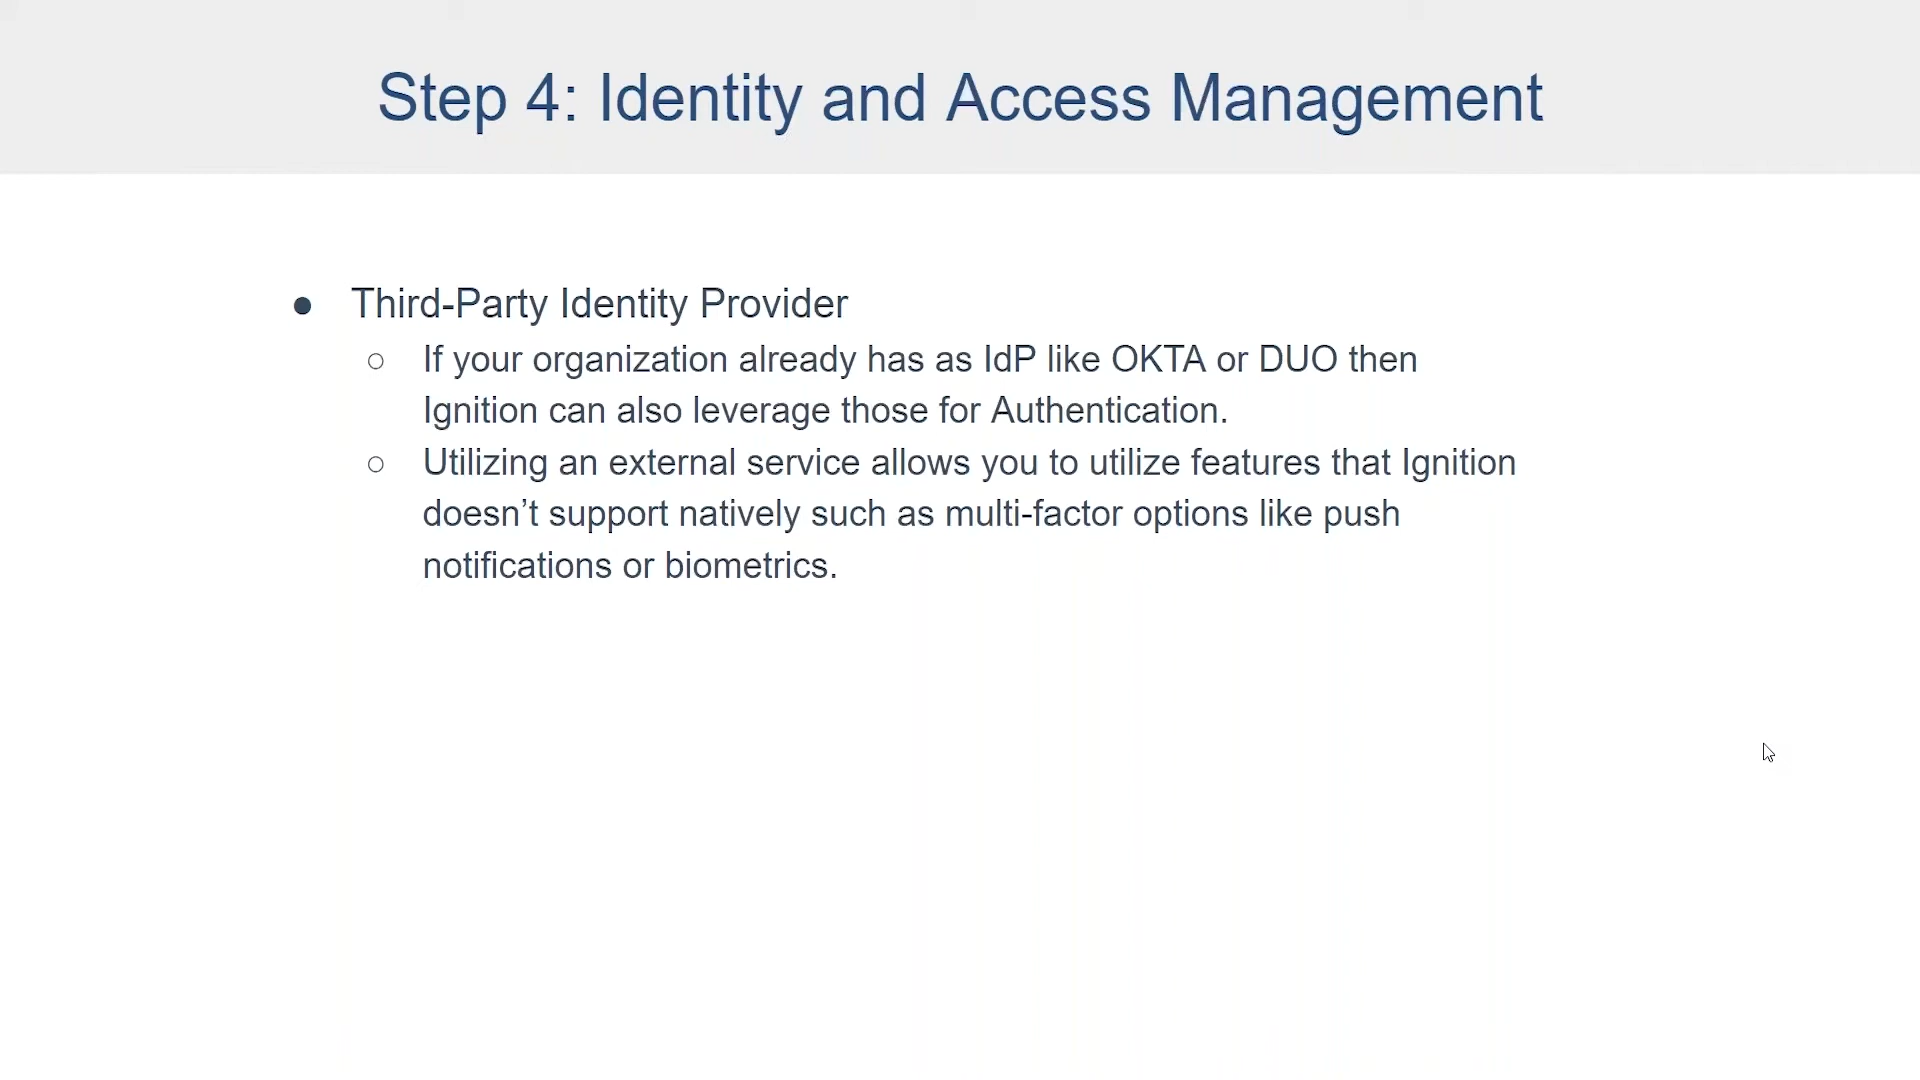 Step 4: Identity and Access Management
● Third-Party Identity Provider
○ If your organization already has as IdP like OKTA or DUO then
Ignition can also leverage those for Authentication.
○ Utilizing an external service allows you to utilize features that Ignition
doesn’t support natively such as multi-factor options like push
notifications or biometrics.